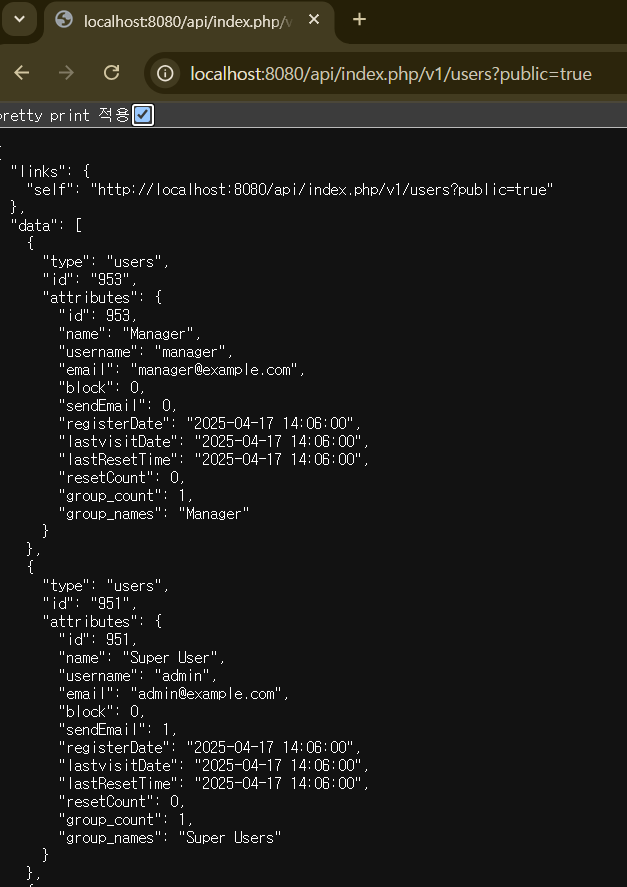 localhost:8080/api/index.php/v
localhost:8080/api/index.php/v1/users?public=true
pretty print 적용
{
"links": {
"self": "http://localhost:8080/api/index.php/v1/users?public=true"
},
"data": [
{
"type": "users",
"id": "953",
"attributes": {
"id": 953,
"name": "Manager",
"username": "manager",
"email": "manager@example.com",
"block": 0,
"sendEmail": 0,
"registerDate": "2025-04-17 14:06:00",
"lastvisitDate": "2025-04-17 14:06:00",
"lastResetTime": "2025-04-17 14:06:00",
"resetCount": 0,
"group_count": 1,
"group_names": "Manager"
}
},
{
"type": "users",
"id": "951",
"attributes": {
"id": 951,
"name": "Super User",
"username": "admin",
"email": "admin@example.com",
"block": 0,
"sendEmail": 1,
"registerDate": "2025-04-17 14:06:00",
"lastvisitDate": "2025-04-17 14:06:00",
"lastResetTime": "2025-04-17 14:06:00",
"resetCount": 0,
"group_count": 1,
"group_names": "Super Users"
}
},
{